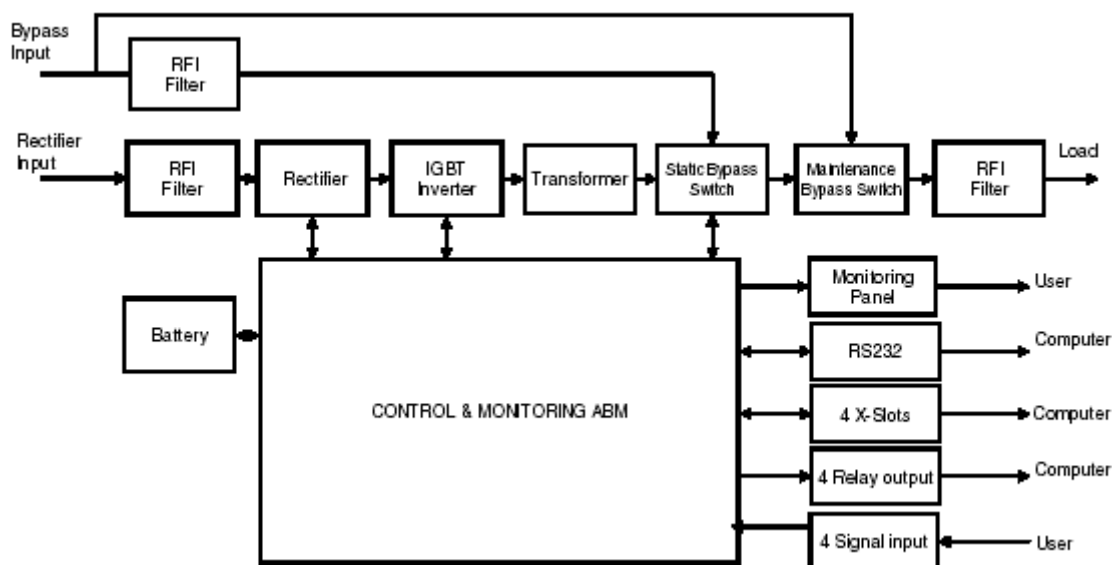 Bypass
Input
RFI
Filter
Rectifier
Input
RFI
Filter
Rectifier
IGBT
Inverter
Transformer
Static Bypass
Switch
Maintenance
Bypass Switch
RFI
Filter
Load
Battery
CONTROL & MONITORING ABM
Monitoring
Panel
User
RS232
Computer
4 X-Slots
Computer
4 Relay output
Computer
4 Signal input
User